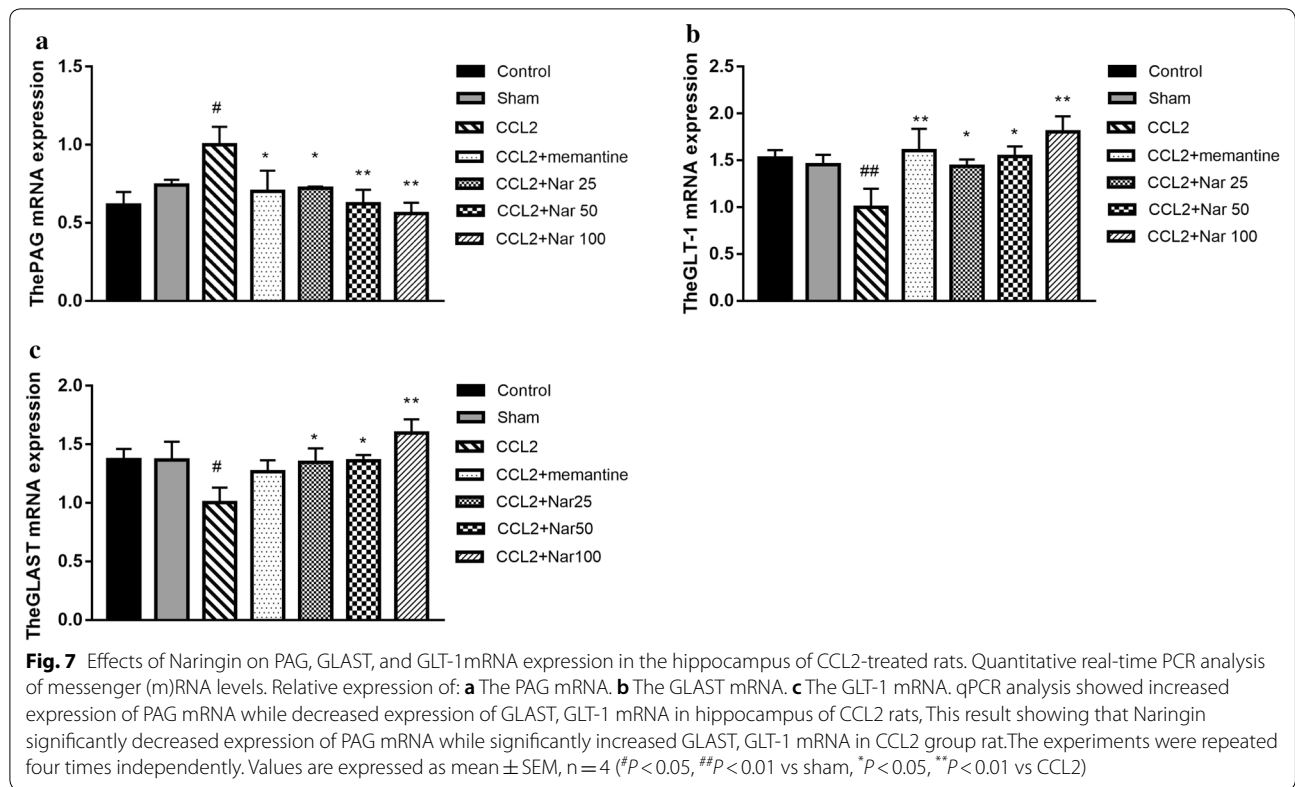 a
ThePAG mRNA expression
1.5
1.0
0.5
0.0
#
*
*
**
**
Control
Sham
CCL2
CCL2+memantine
CCL2+Nar 25
CCL2+Nar 50
CCL2+Nar 100
b
TheGLT-1 mRNA expression
2.5
2.0
1.5
1.0
0.5
0.0
##
**
*
*
**
Control
Sham
CCL2
CCL2+memantine
CCL2+Nar 25
CCL2+Nar 50
CCL2+Nar 100
c
TheGLAST mRNA expression
2.0
1.5
1.0
0.5
0.0
#
*
*
**
Control
Sham
CCL2
CCL2+memantine
CCL2+Nar25
CCL2+Nar50
CCL2+Nar100
Fig. 7 Effects of Naringin on PAG, GLAST, and GLT-1mRNA expression in the hippocampus of CCL2-treated rats. Quantitative real-time PCR analysis
of messenger (m)RNA levels. Relative expression of: a The PAG mRNA. b The GLAST mRNA. c The GLT-1 mRNA. qPCR analysis showed increased
expression of PAG mRNA while decreased expression of GLAST, GLT-1 mRNA in hippocampus of CCL2 rats, This result showing that Naringin
significantly decreased expression of PAG mRNA while significantly increased GLAST, GLT-1 mRNA in CCL2 group rat.The experiments were repeated
four times independently. Values are expressed as mean ± SEM, n = 4 (#P < 0.05, ##P < 0.01 vs sham, *P < 0.05, **P < 0.01 vs CCL2)